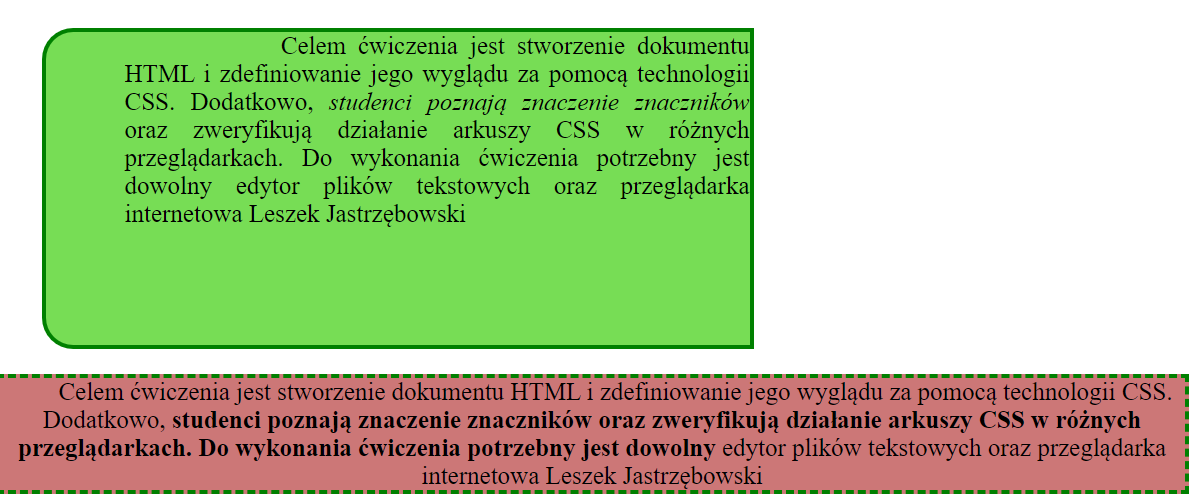 Celem ćwiczenia jest stworzenie dokumentu
HTML i zdefiniowanie jego wyglądu za pomocą technologii
CSS. Dodatkowo, studenci poznają znaczenie znaczników
oraz zweryfikują działanie arkuszy CSS w różnych
przeglądarkach. Do wykonania ćwiczenia potrzebny jest
dowolny edytor plików tekstowych oraz przeglądarka
internetowa Leszek Jastrzębowski
Celem ćwiczenia jest stworzenie dokumentu HTML i zdefiniowanie jego wyglądu za pomocą technologii CSS.
Dodatkowo, studenci poznają znaczenie znaczników oraz zweryfikują działanie arkuszy CSS w różnych
przeglądarkach. Do wykonania ćwiczenia potrzebny jest dowolny edytor plików tekstowych oraz przeglądarka
internetowa Leszek Jastrzębowski